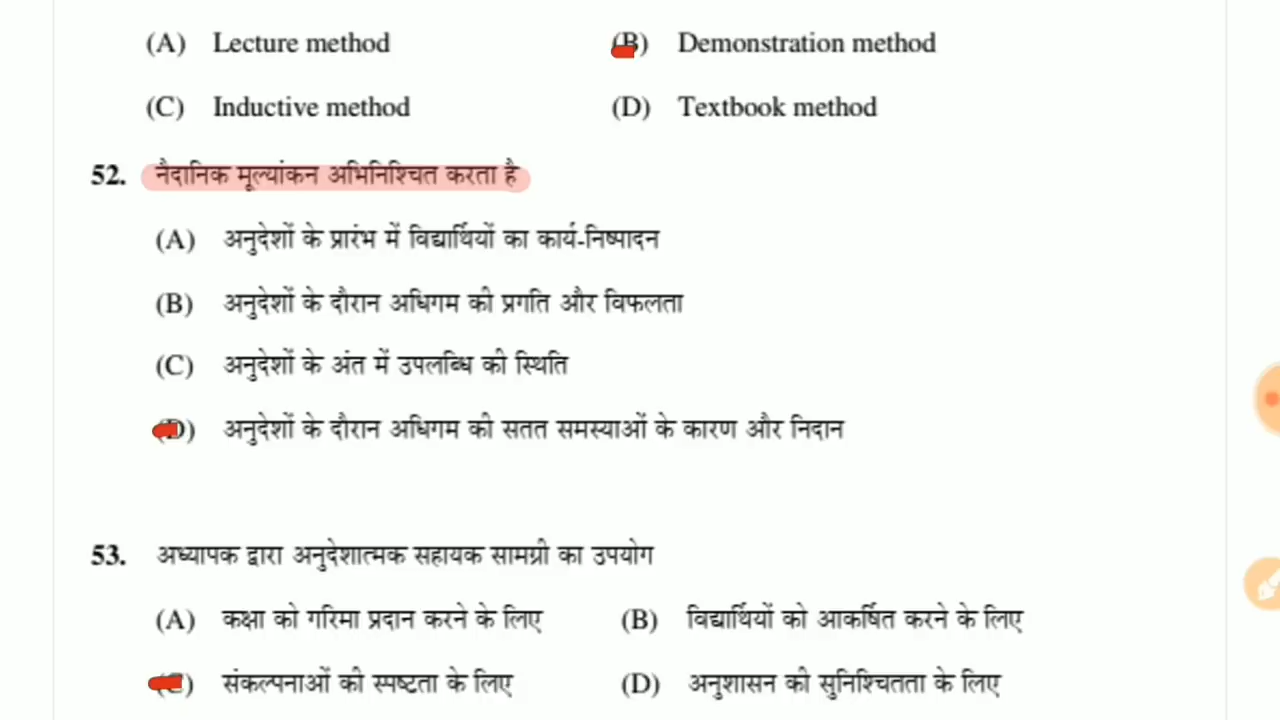 (A) Lecture method (B) Demonstration method
(C) Inductive method (D) Textbook method
52. नैदानिक मूल्यांकन अभिनिश्चित करता है
(A) अनुदेशों के प्रारंभ में विद्यार्थियों का कार्य-निष्पादन
(B) अनुदेशों के दौरान अधिगम की प्रगति और विफलता
(C) अनुदेशों के अंत में उपलब्धि की स्थिति
(D) अनुदेशों के दौरान अधिगम की सतत समस्याओं के कारण और निदान
53. अध्यापक द्वारा अनुदेशात्मक सहायक सामग्री का उपयोग
(A) कक्षा को गरिमा प्रदान करने के लिए (B) विद्यार्थियों को आकर्षित करने के लिए
(C) संकल्पनाओं की स्पष्टता के लिए (D) अनुशासन की सुनिश्चितता के लिए